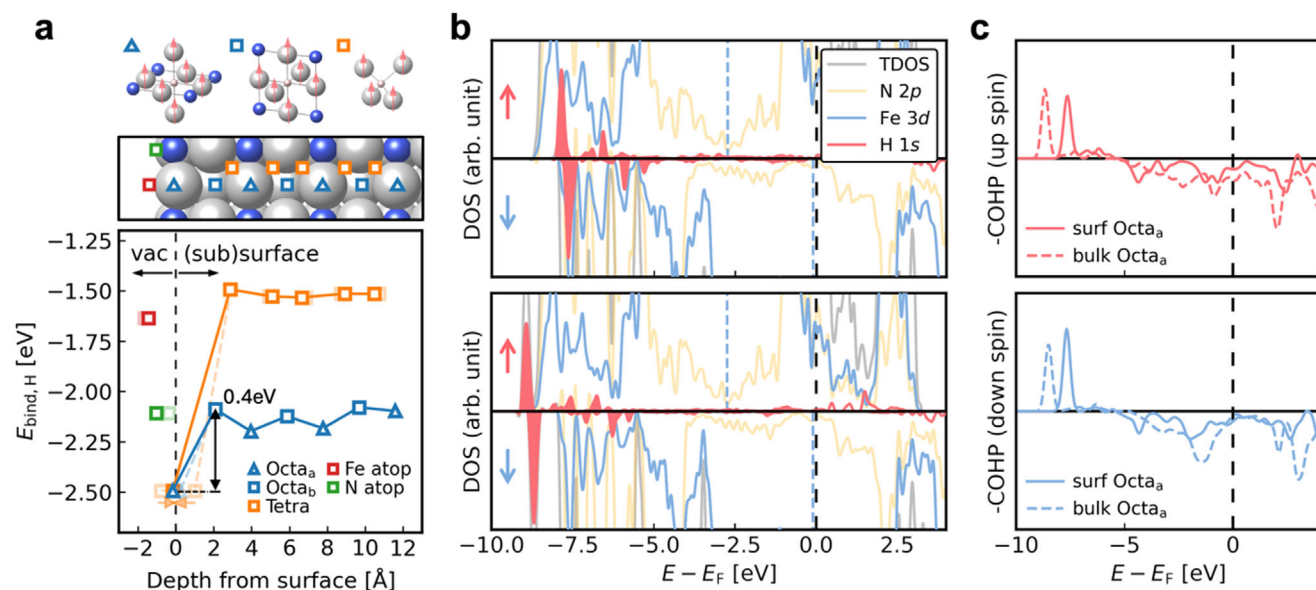 a
−1.25
−1.50
−1.75
−2.00
−2.25
−2.50
E_bind, H [eV]
vac (sub)surface
0.4eV
Octa_a
Octa_b
Tetra
Fe atop
N atop
−2 0 2 4 6 8 10 12
Depth from surface [Å]
b
DOS (arb. unit)
TDOS
N 2p
Fe 3d
H 1s
DOS (arb. unit)
−10.0 −7.5 −5.0 −2.5 0.0 2.5
E − E_F [eV]
c
-COHP (up spin)
surf Octa_a
bulk Octa_a
-COHP (down spin)
surf Octa_a
bulk Octa_a
−10 −5 0
E − E_F [eV]